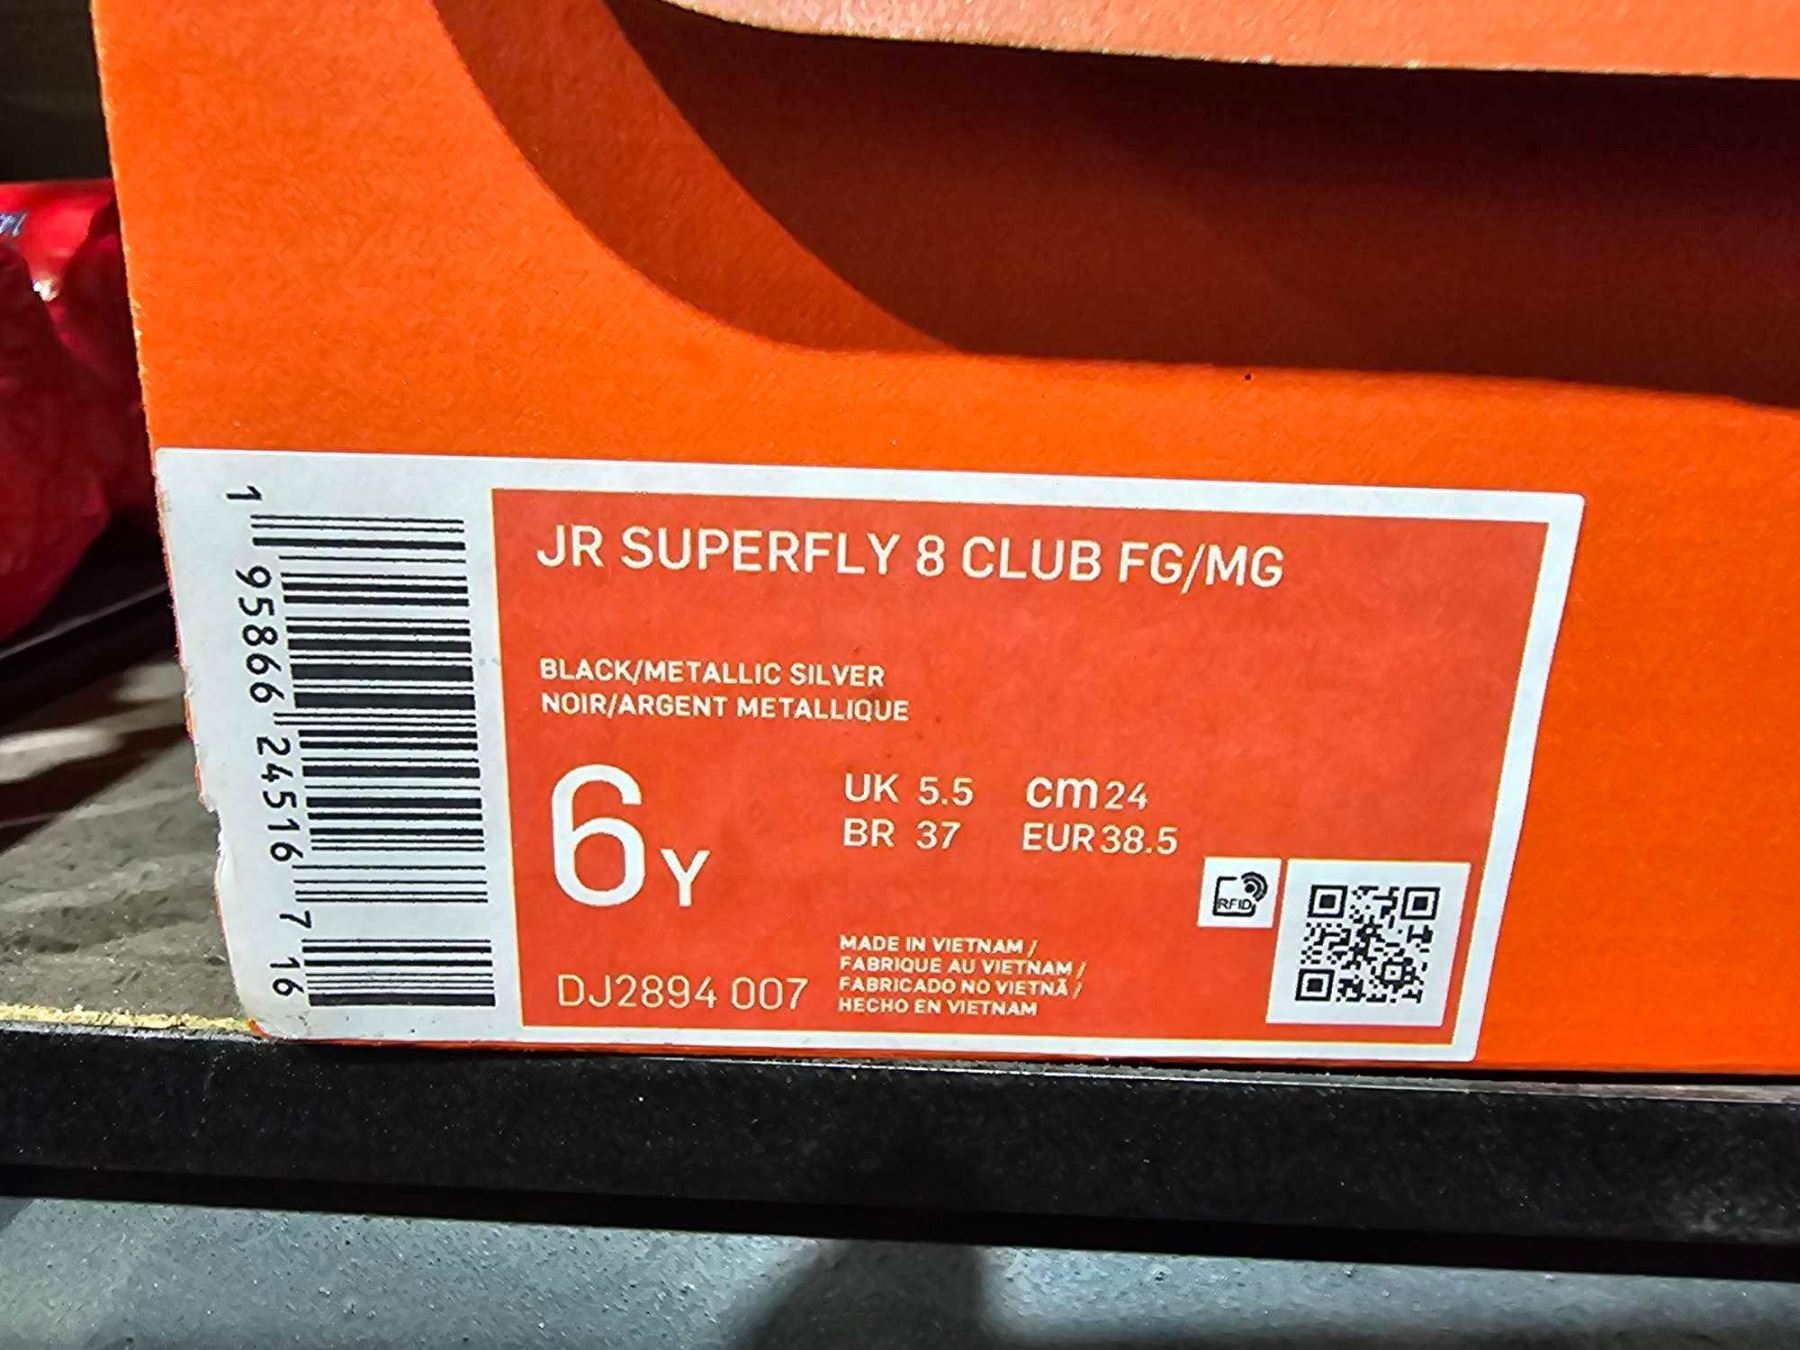 JR SUPERFLY 8 CLUB FG/MG
BLACK/METALLIC SILVER
NOIR/ARGENT METALLIQUE
6Y
UK 5.5 cm 24
BR 37 EUR 38.5
RFID
DJ2894 007
MADE IN VIETNAM /
FABRIQUE AU VIETNAM /
FABRICADO NO VIETNÃ /
HECHO EN VIETNAM
1 95866 24516 7 16